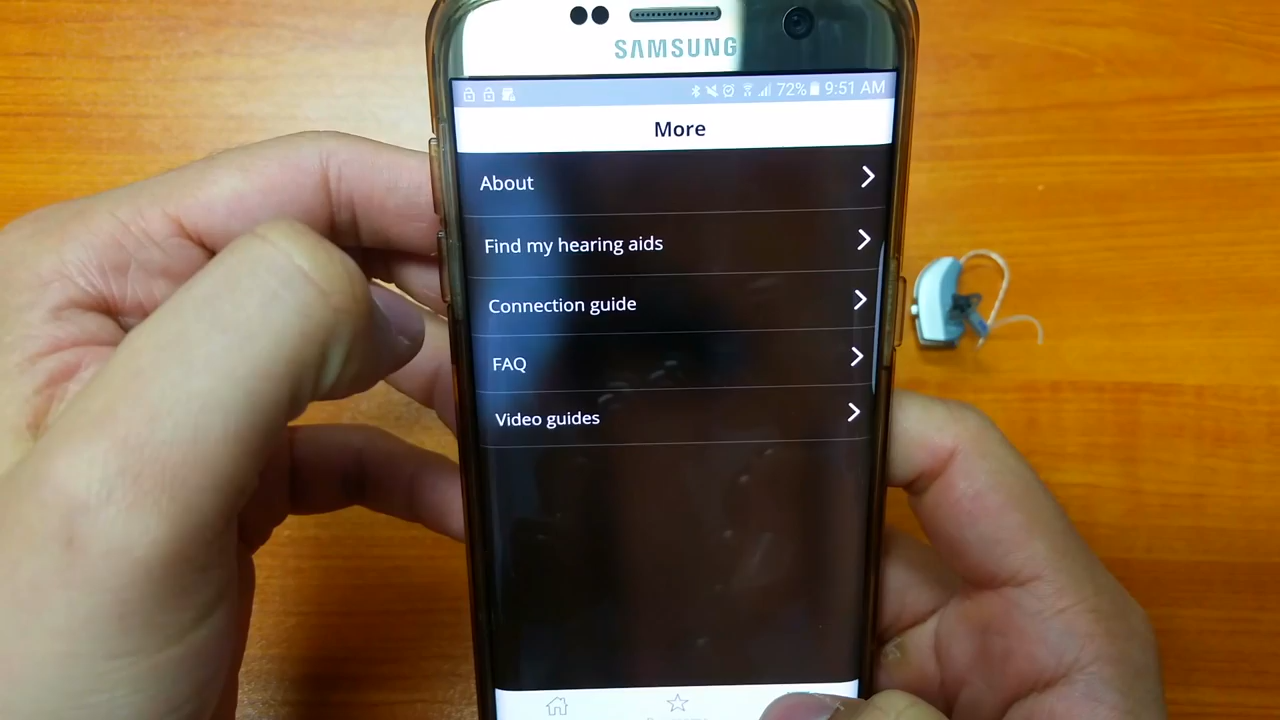 SAMSUNG
72% 9:51 AM
More
About
Find my hearing aids
Connection guide
FAQ
Video guides